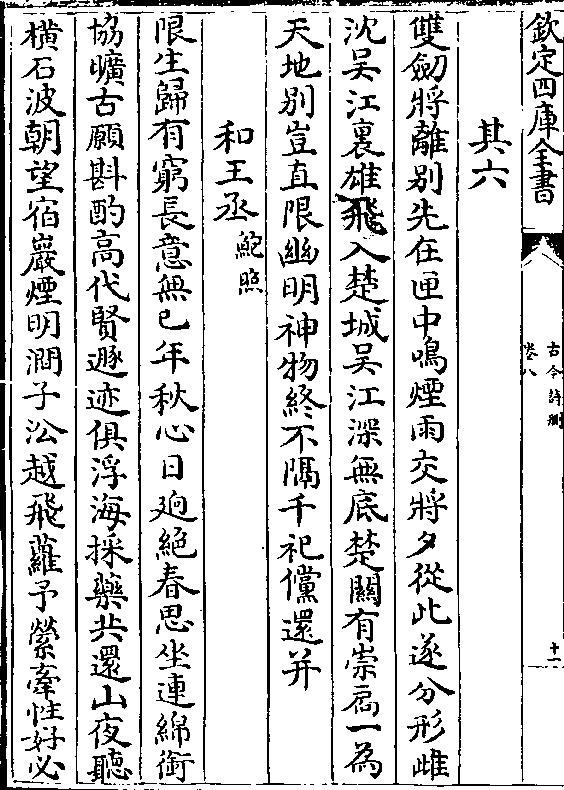 欽定四庫全書
古今詩刪
卷八
十一
其六
雙劒將離别先在匣中鳴煙雨交將夕從此遂分形雌
沈吴江裏雄飛入楚城吴江深無底楚關有崇扃一為
天地别豈直限幽明神物終不隔千祀儻還并
和王丞 鮑照
限生歸有窮長意無已年秋心日迥絶春思坐連綿銜
協曠古願斟酌高代賢遯迹俱浮海採藥共還山夜聽
横石波朝望宿巖煙明澗子㳂越飛蘿予縈牽性好必